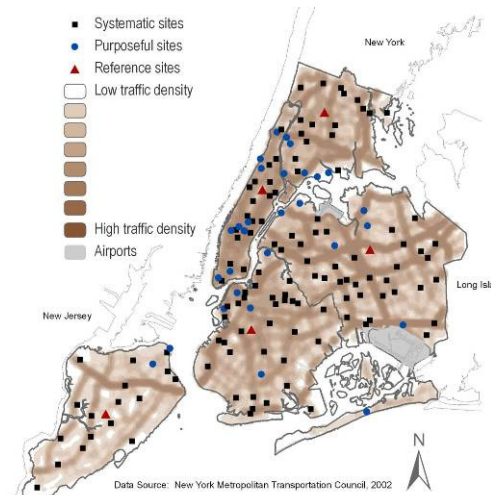 Systematic sites
Purposeful sites
Reference sites
Low traffic density
High traffic density
Airports
New York
Long Isl
New Jersey
N
Data Source: New York Metropolitan Transportation Council, 2002